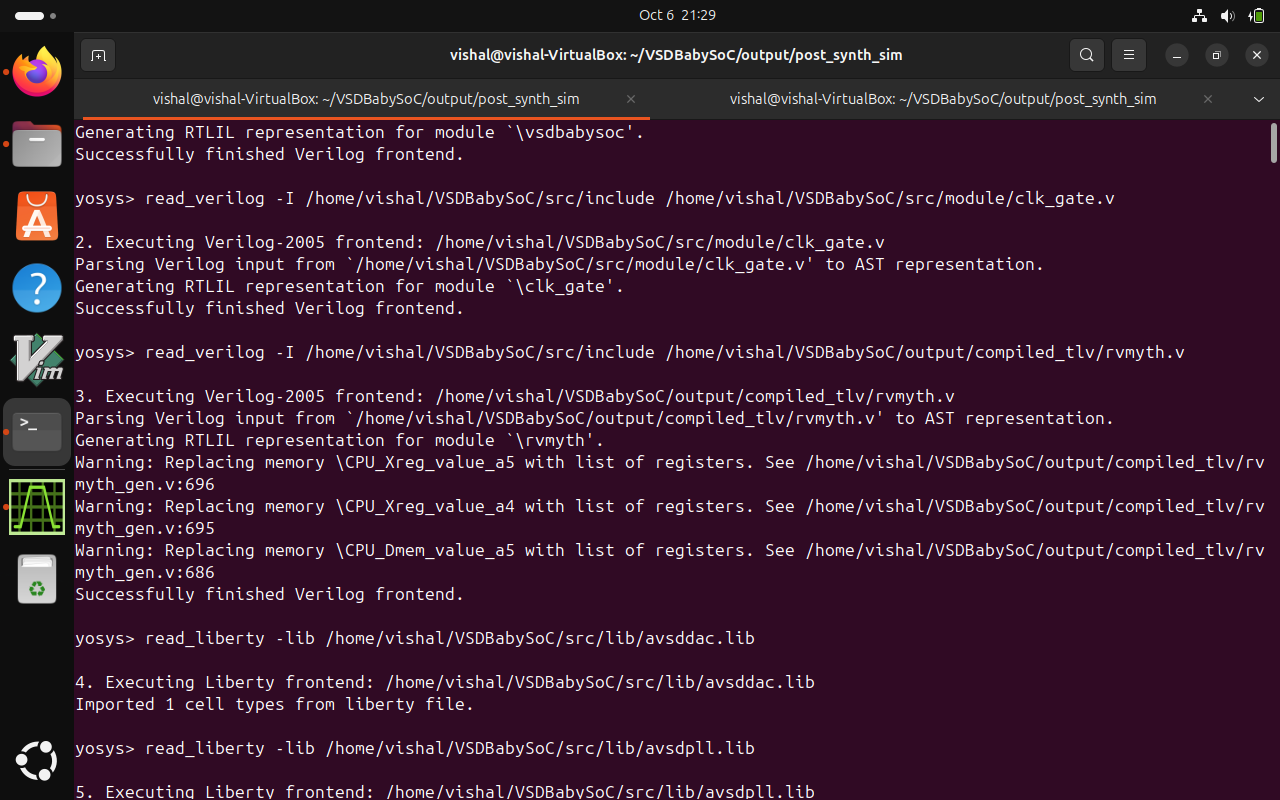 Oct 6 21:29
vishal@vishal-VirtualBox: ~/VSDBabySoC/output/post_synth_sim
vishal@vishal-VirtualBox: ~/VSDBabySoC/output/post_synth_sim
vishal@vishal-VirtualBox: ~/VSDBabySoC/output/post_synth_sim
Generating RTLIL representation for module `\vsdbabysoc'.
Successfully finished Verilog frontend.
yosys> read_verilog -I /home/vishal/VSDBabySoC/src/include /home/vishal/VSDBabySoC/src/module/clk_gate.v
2. Executing Verilog-2005 frontend: /home/vishal/VSDBabySoC/src/module/clk_gate.v
Parsing Verilog input from `/home/vishal/VSDBabySoC/src/module/clk_gate.v' to AST representation.
Generating RTLIL representation for module `\clk_gate'.
Successfully finished Verilog frontend.
yosys> read_verilog -I /home/vishal/VSDBabySoC/src/include /home/vishal/VSDBabySoC/output/compiled_tlv/rvmyth.v
3. Executing Verilog-2005 frontend: /home/vishal/VSDBabySoC/output/compiled_tlv/rvmyth.v
Parsing Verilog input from `/home/vishal/VSDBabySoC/output/compiled_tlv/rvmyth.v' to AST representation.
Generating RTLIL representation for module `\rvmyth'.
Warning: Replacing memory \CPU_Xreg_value_a5 with list of registers. See /home/vishal/VSDBabySoC/output/compiled_tlv/rv
myth_gen.v:696
Warning: Replacing memory \CPU_Xreg_value_a4 with list of registers. See /home/vishal/VSDBabySoC/output/compiled_tlv/rv
myth_gen.v:695
Warning: Replacing memory \CPU_Dmem_value_a5 with list of registers. See /home/vishal/VSDBabySoC/output/compiled_tlv/rv
myth_gen.v:686
Successfully finished Verilog frontend.
yosys> read_liberty -lib /home/vishal/VSDBabySoC/src/lib/avsddac.lib
4. Executing Liberty frontend: /home/vishal/VSDBabySoC/src/lib/avsddac.lib
Imported 1 cell types from liberty file.
yosys> read_liberty -lib /home/vishal/VSDBabySoC/src/lib/avsdpll.lib
5. Executing Liberty frontend: /home/vishal/VSDBabySoC/src/lib/avsdpll.lib